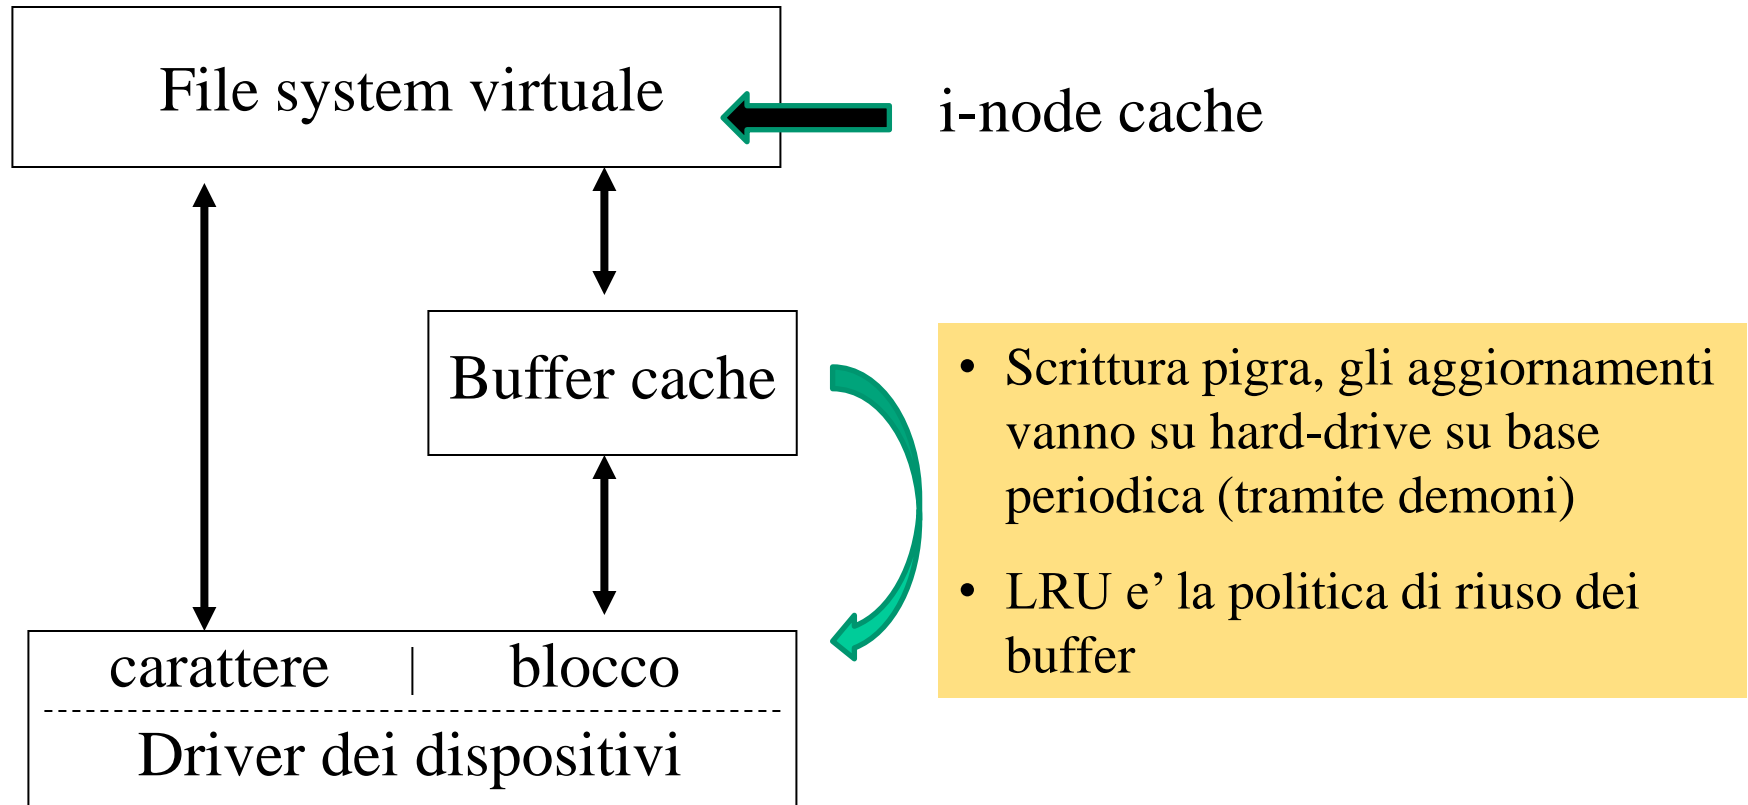 File system virtuale
i-node cache
Buffer cache
• Scrittura pigra, gli aggiornamenti
vanno su hard-drive su base
periodica (tramite demoni)
• LRU e’ la politica di riuso dei
buffer
carattere | blocco
Driver dei dispositivi